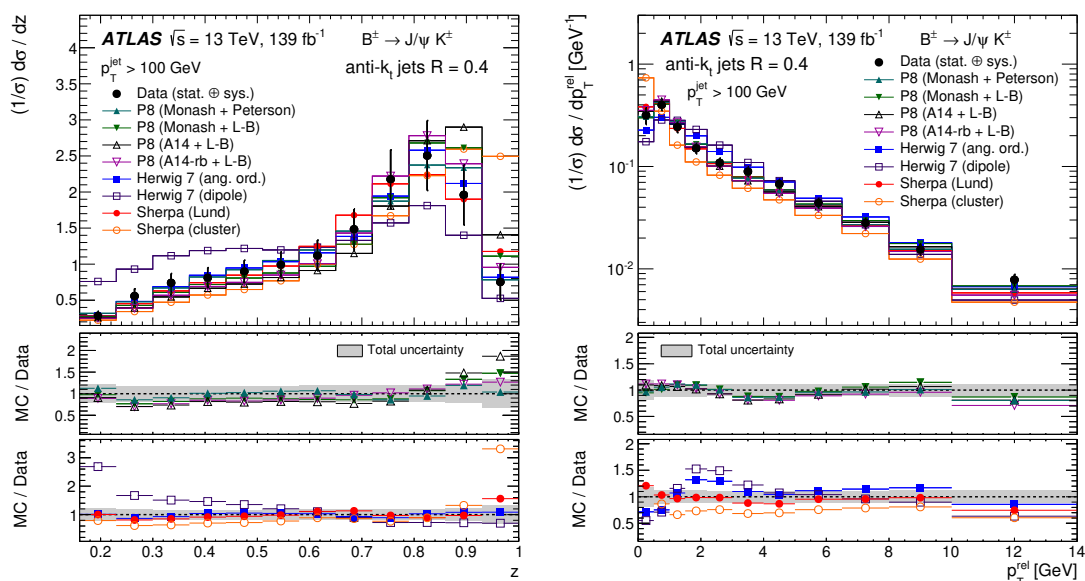 ATLAS √s = 13 TeV, 139 fb⁻¹ B± → J/ψ K±
p_T^jet > 100 GeV
anti-k_t jets R = 0.4
Data (stat. ⊕ sys.)
P8 (Monash + Peterson)
P8 (Monash + L-B)
P8 (A14 + L-B)
P8 (A14-rb + L-B)
Herwig 7 (ang. ord.)
Herwig 7 (dipole)
Sherpa (Lund)
Sherpa (cluster)
(1/σ) dσ / dz
4
3.5
3
2.5
2
1.5
1
0.5
MC / Data
2
1.5
1
0.5
Total uncertainty
MC / Data
3
2
1
0.2 0.3 0.4 0.5 0.6 0.7 0.8 0.9 1
z
ATLAS √s = 13 TeV, 139 fb⁻¹ B± → J/ψ K±
anti-k_t jets R = 0.4
p_T^jet > 100 GeV
Data (stat. ⊕ sys.)
P8 (Monash + Peterson)
P8 (Monash + L-B)
P8 (A14 + L-B)
P8 (A14-rb + L-B)
Herwig 7 (ang. ord.)
Herwig 7 (dipole)
Sherpa (Lund)
Sherpa (cluster)
(1/σ) dσ / dp_T^rel [GeV⁻¹]
1
10⁻¹
10⁻²
MC / Data
2
1.5
1
0.5
Total uncertainty
MC / Data
2
1.5
1
0.5
0 2 4 6 8 10 12 14
p_T^rel [GeV]